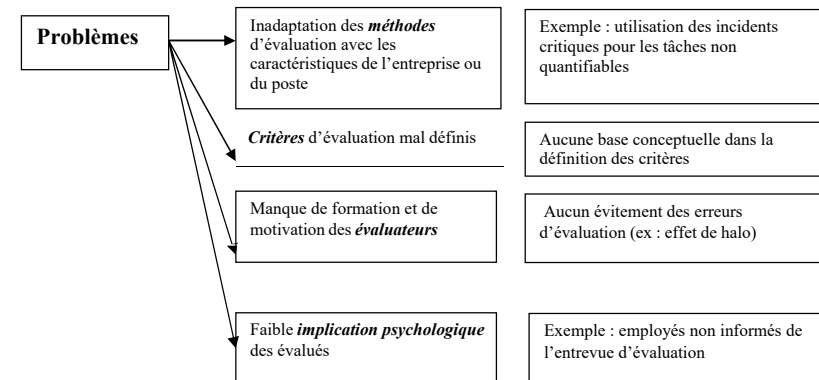 Problèmes
Inadaptation des méthodes
d’évaluation avec les
caractéristiques de l’entreprise ou
du poste
Exemple : utilisation des incidents
critiques pour les tâches non
quantifiables
Critères d’évaluation mal définis
Aucune base conceptuelle dans la
définition des critères
Manque de formation et de
motivation des évaluateurs
Aucun évitement des erreurs
d’évaluation (ex : effet de halo)
Faible implication psychologique
des évalués
Exemple : employés non informés de
l’entrevue d’évaluation